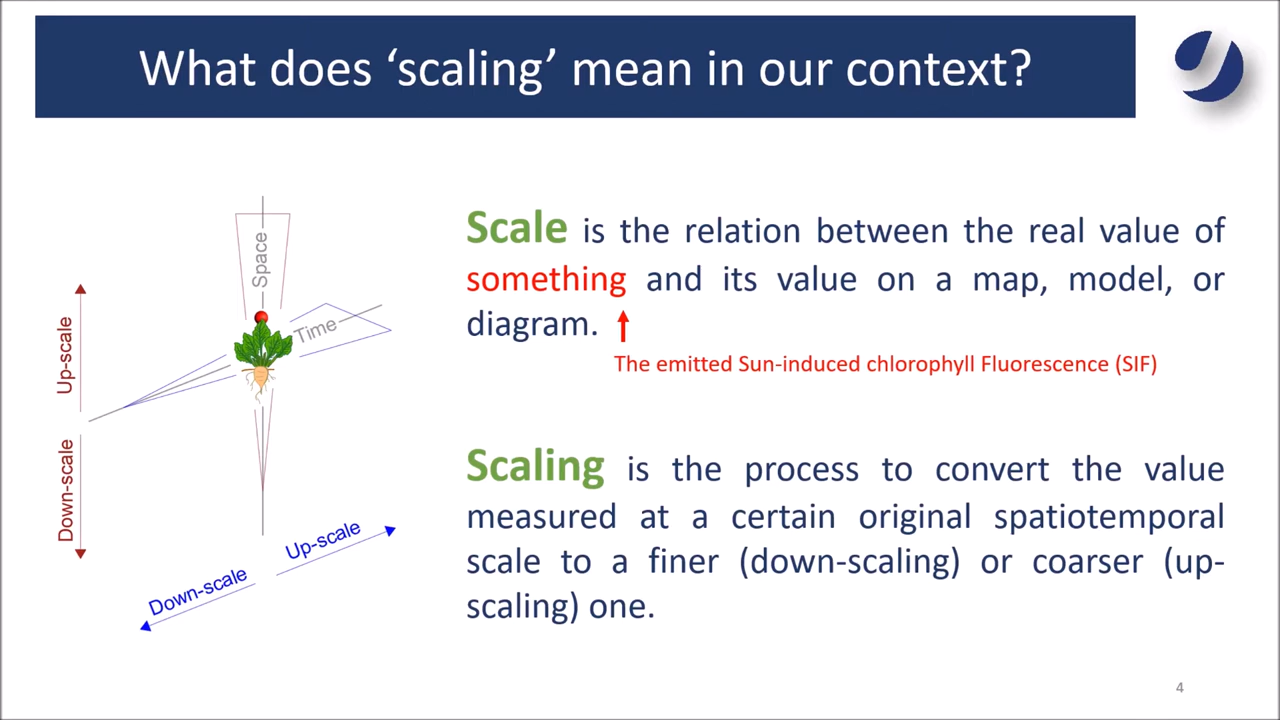 What does ‘scaling’ mean in our context?
Space
Time
Up-scale
Down-scale
Up-scale
Down-scale
Scale is the relation between the real value of
something and its value on a map, model, or
diagram.
The emitted Sun-induced chlorophyll Fluorescence (SIF)
Scaling is the process to convert the value
measured at a certain original spatiotemporal
scale to a finer (down-scaling) or coarser (up-
scaling) one.
4